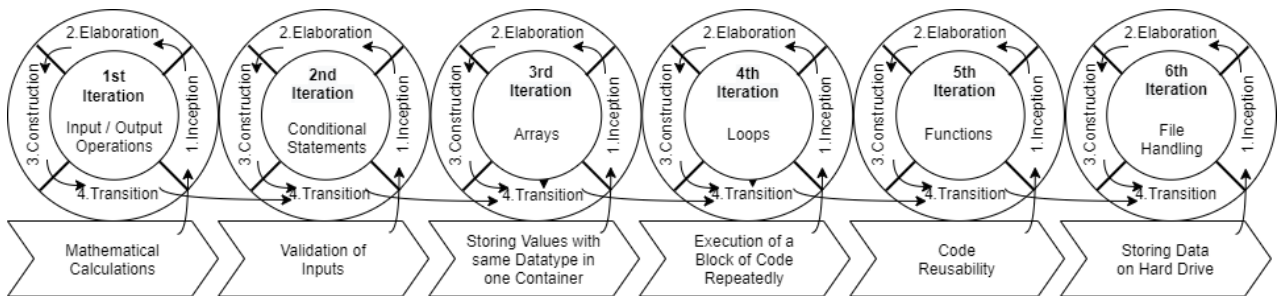 2.Elaboration
3.Construction
1.Inception
4.Transition
1st
Iteration
Input / Output
Operations
2.Elaboration
3.Construction
1.Inception
4.Transition
2nd
Iteration
Conditional
Statements
2.Elaboration
3.Construction
1.Inception
4.Transition
3rd
Iteration
Arrays
2.Elaboration
3.Construction
1.Inception
4.Transition
4th
Iteration
Loops
2.Elaboration
3.Construction
1.Inception
4.Transition
5th
Iteration
Functions
2.Elaboration
3.Construction
1.Inception
4.Transition
6th
Iteration
File
Handling
Mathematical
Calculations
Validation of
Inputs
Storing Values with
same Datatype in
one Container
Execution of a
Block of Code
Repeatedly
Code
Reusability
Storing Data
on Hard Drive